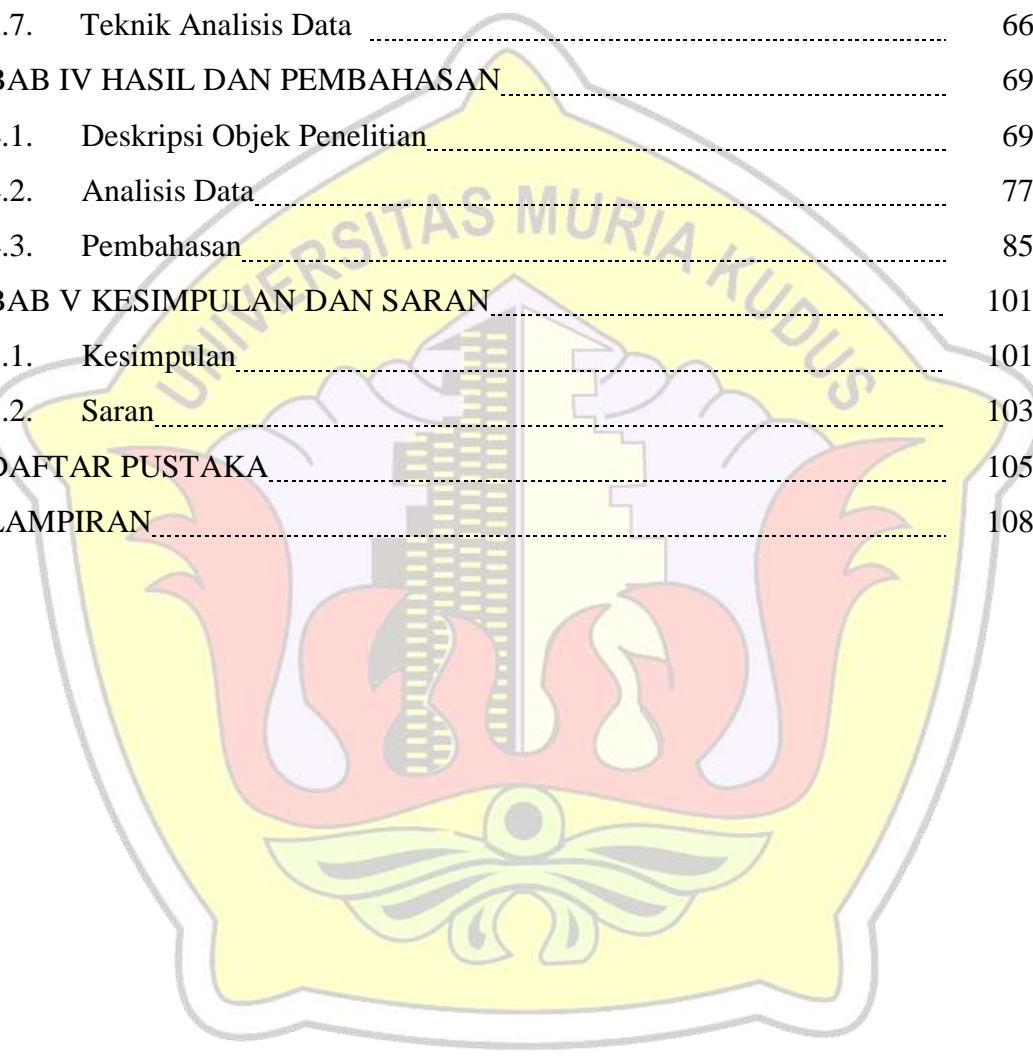 .7. Teknik Analisis Data 66
BAB IV HASIL DAN PEMBAHASAN 69
.1. Deskripsi Objek Penelitian 69
.2. Analisis Data 77
.3. Pembahasan 85
BAB V KESIMPULAN DAN SARAN 101
.1. Kesimpulan 101
.2. Saran 103
DAFTAR PUSTAKA 105
LAMPIRAN 108
UNIVERSITAS MURIA KUDUS